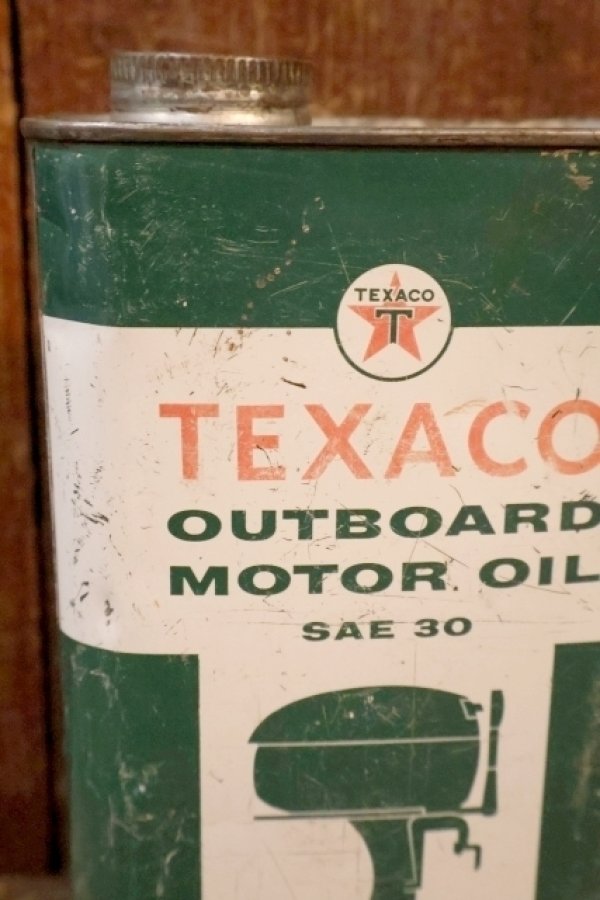 TEXACO
T
TEXACO
OUTBOARD
MOTOR OIL
SAE 30